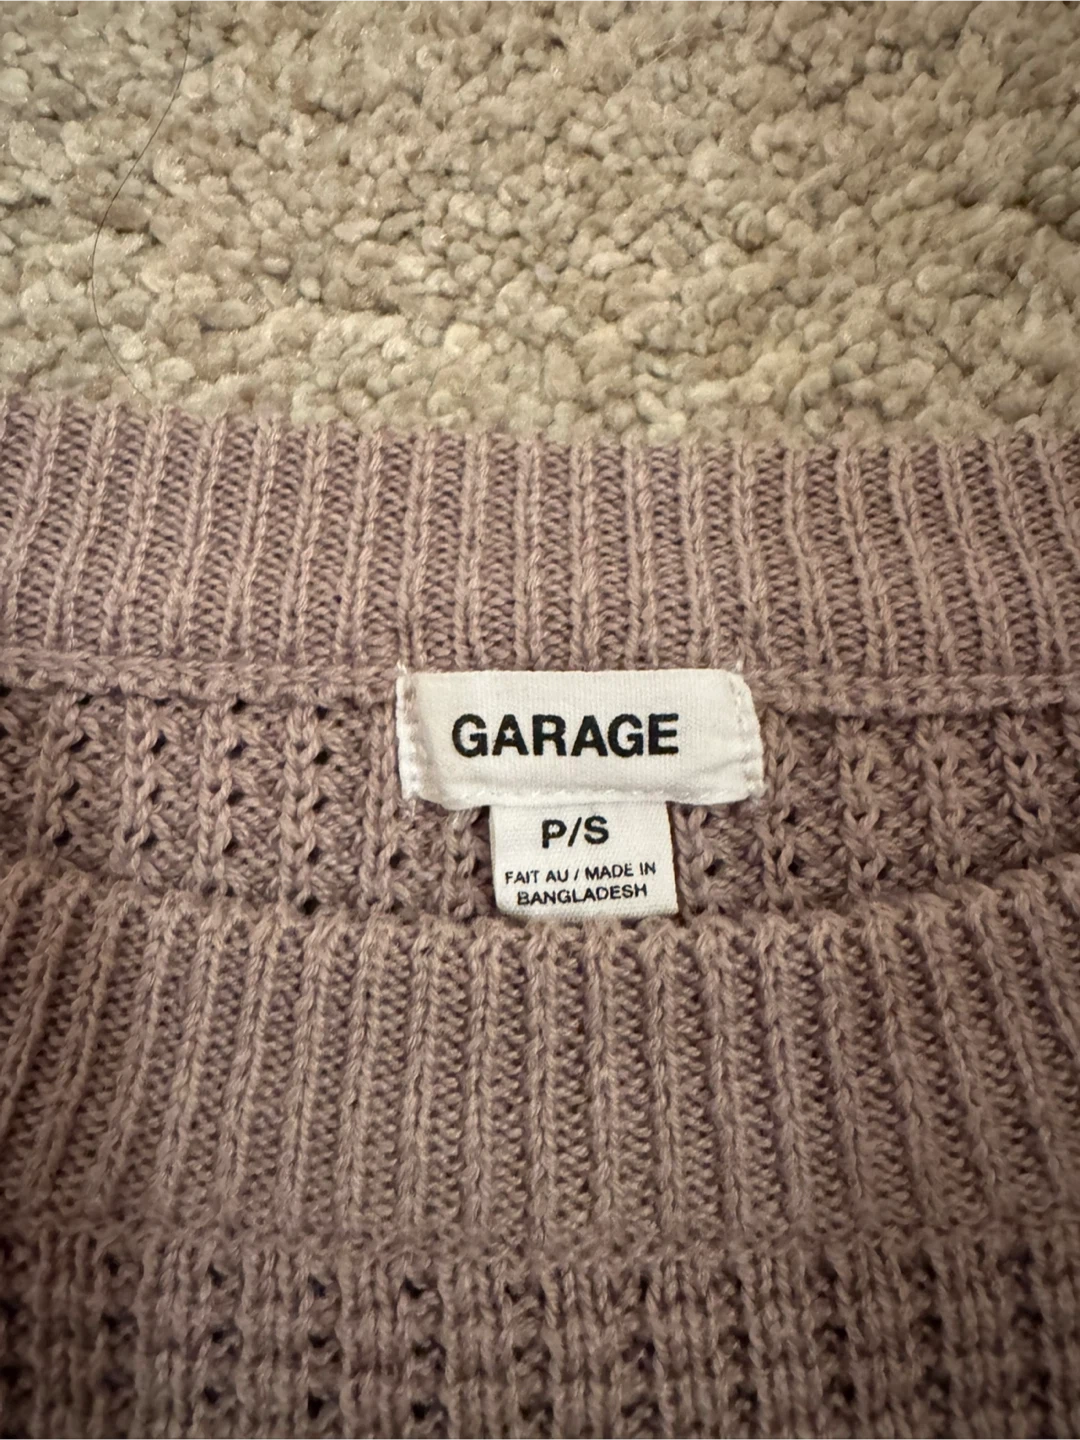 GARAGE
P/S
FAIT AU / MADE IN
BANGLADESH